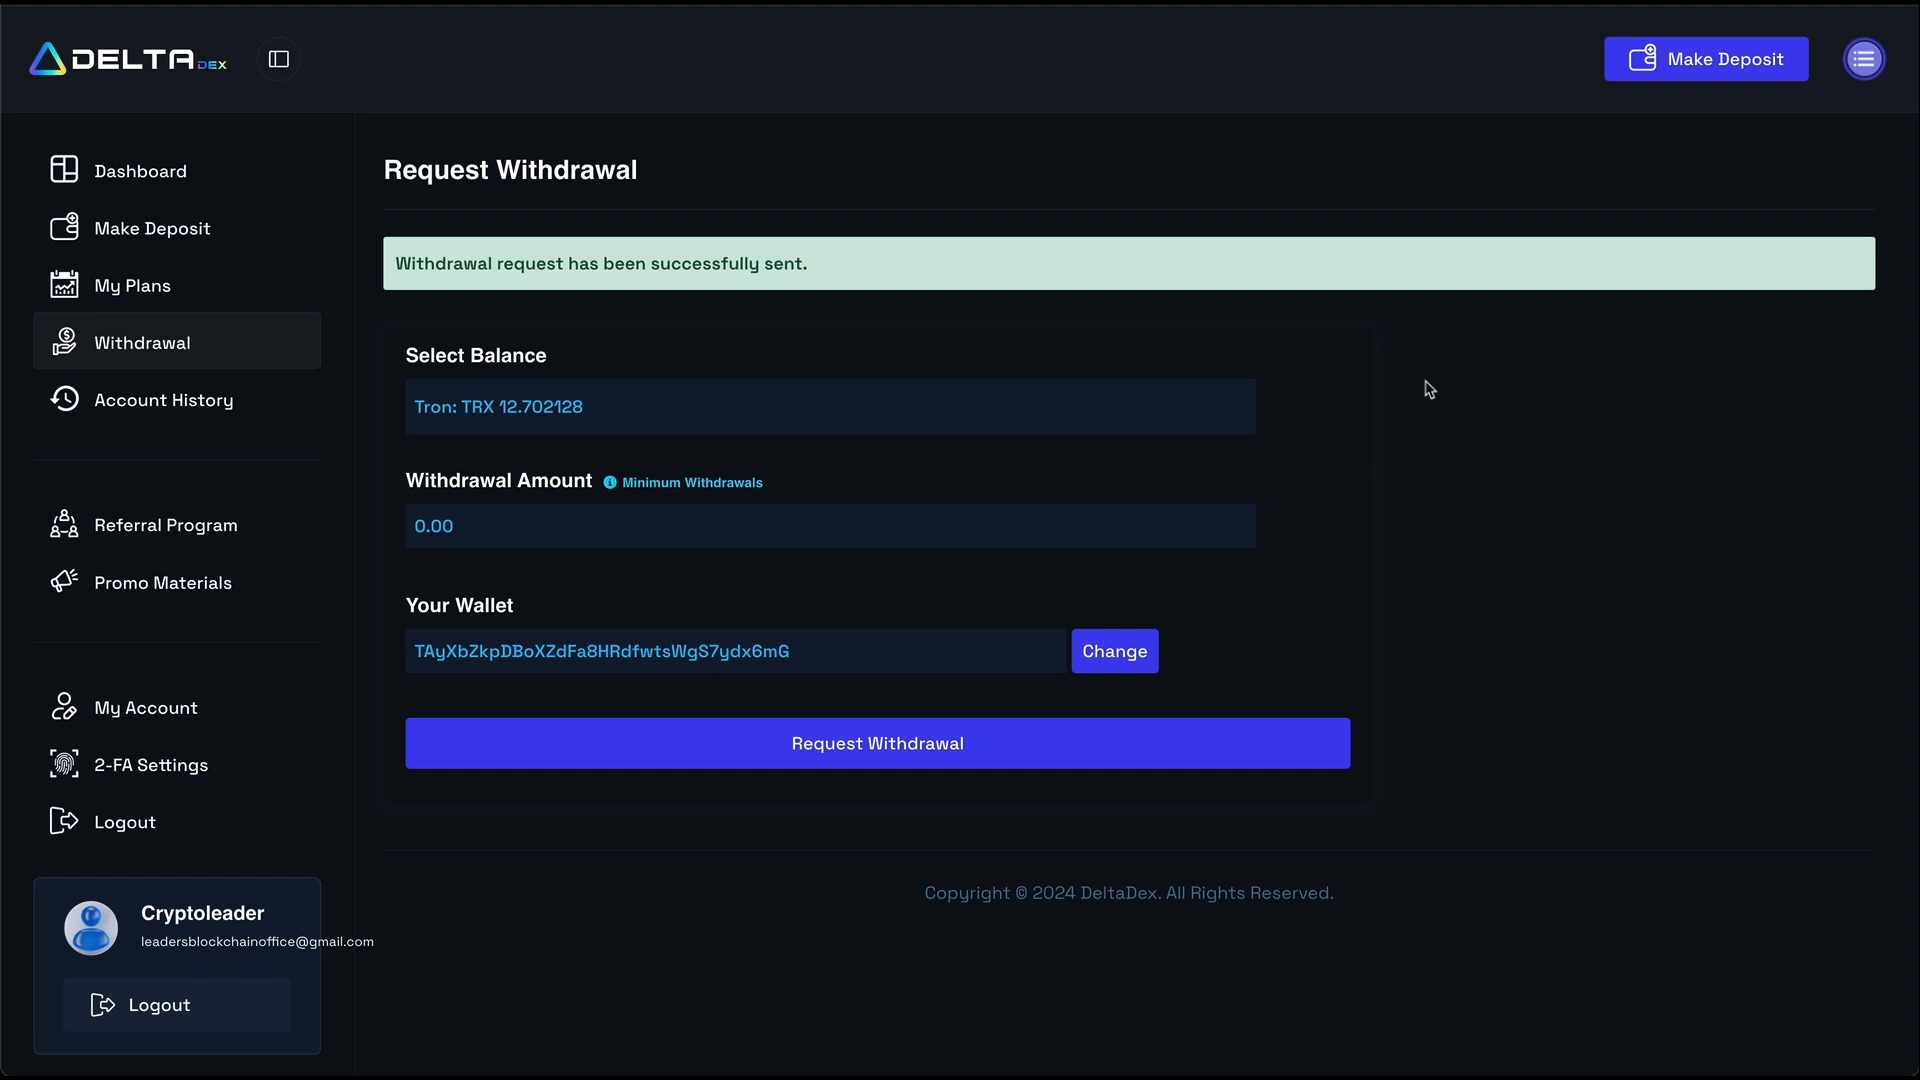 DELTA DEX
Make Deposit
Dashboard
Make Deposit
My Plans
Withdrawal
Account History
Referral Program
Promo Materials
My Account
2-FA Settings
Logout
Cryptoleader
leadersblockchainoffice@gmail.com
Logout
Request Withdrawal
Withdrawal request has been successfully sent.
Select Balance
Tron: TRX 12.702128
Withdrawal Amount Minimum Withdrawals
0.00
Your Wallet
TAyXbZkpDBoXZdFa8HRdfwtsWgS7ydx6mG Change
Request Withdrawal
Copyright © 2024 DeltaDex. All Rights Reserved.